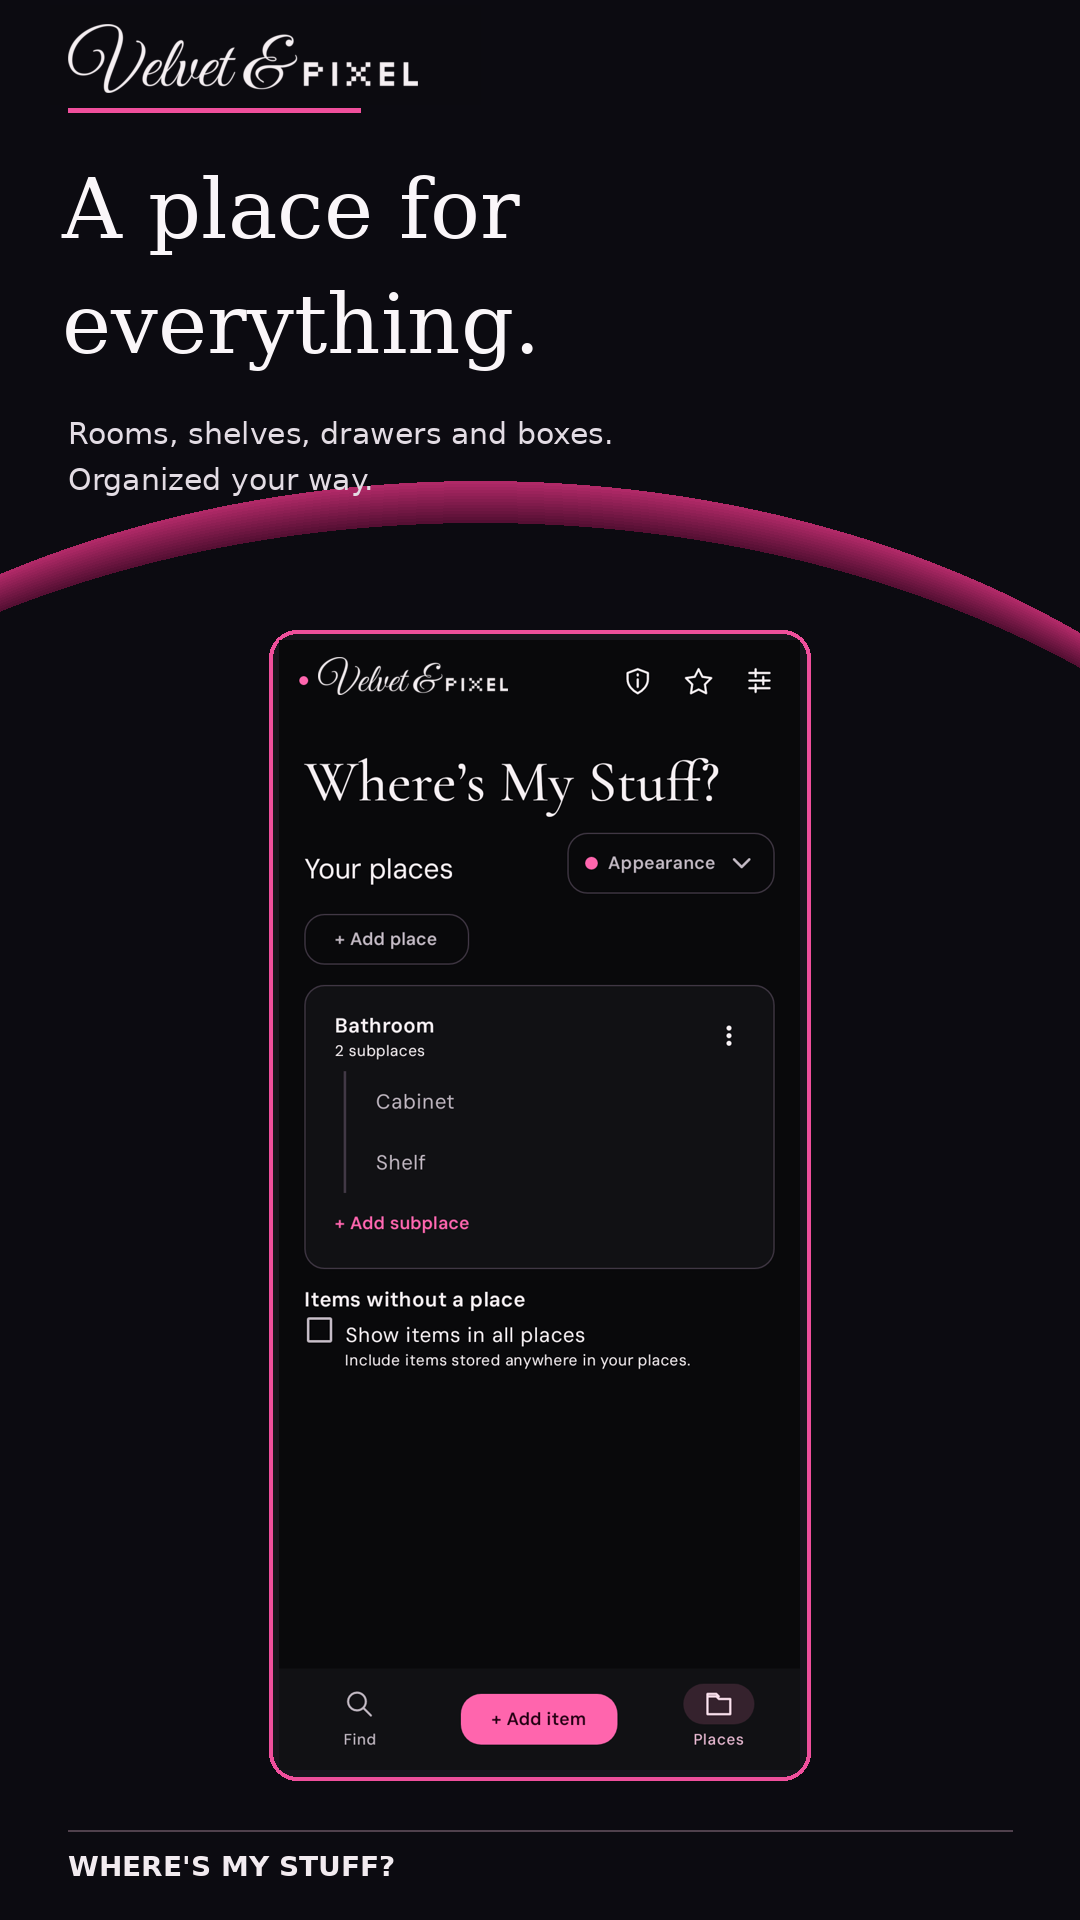 Velvet & PIXEL
A place for
everything.
Rooms, shelves, drawers and boxes.
Organized your way.
Velvet & PIXEL
Where’s My Stuff?
Your places
Appearance
+ Add place
Bathroom
2 subplaces
Cabinet
Shelf
+ Add subplace
Items without a place
Show items in all places
Include items stored anywhere in your places.
Find
+ Add item
Places
WHERE'S MY STUFF?